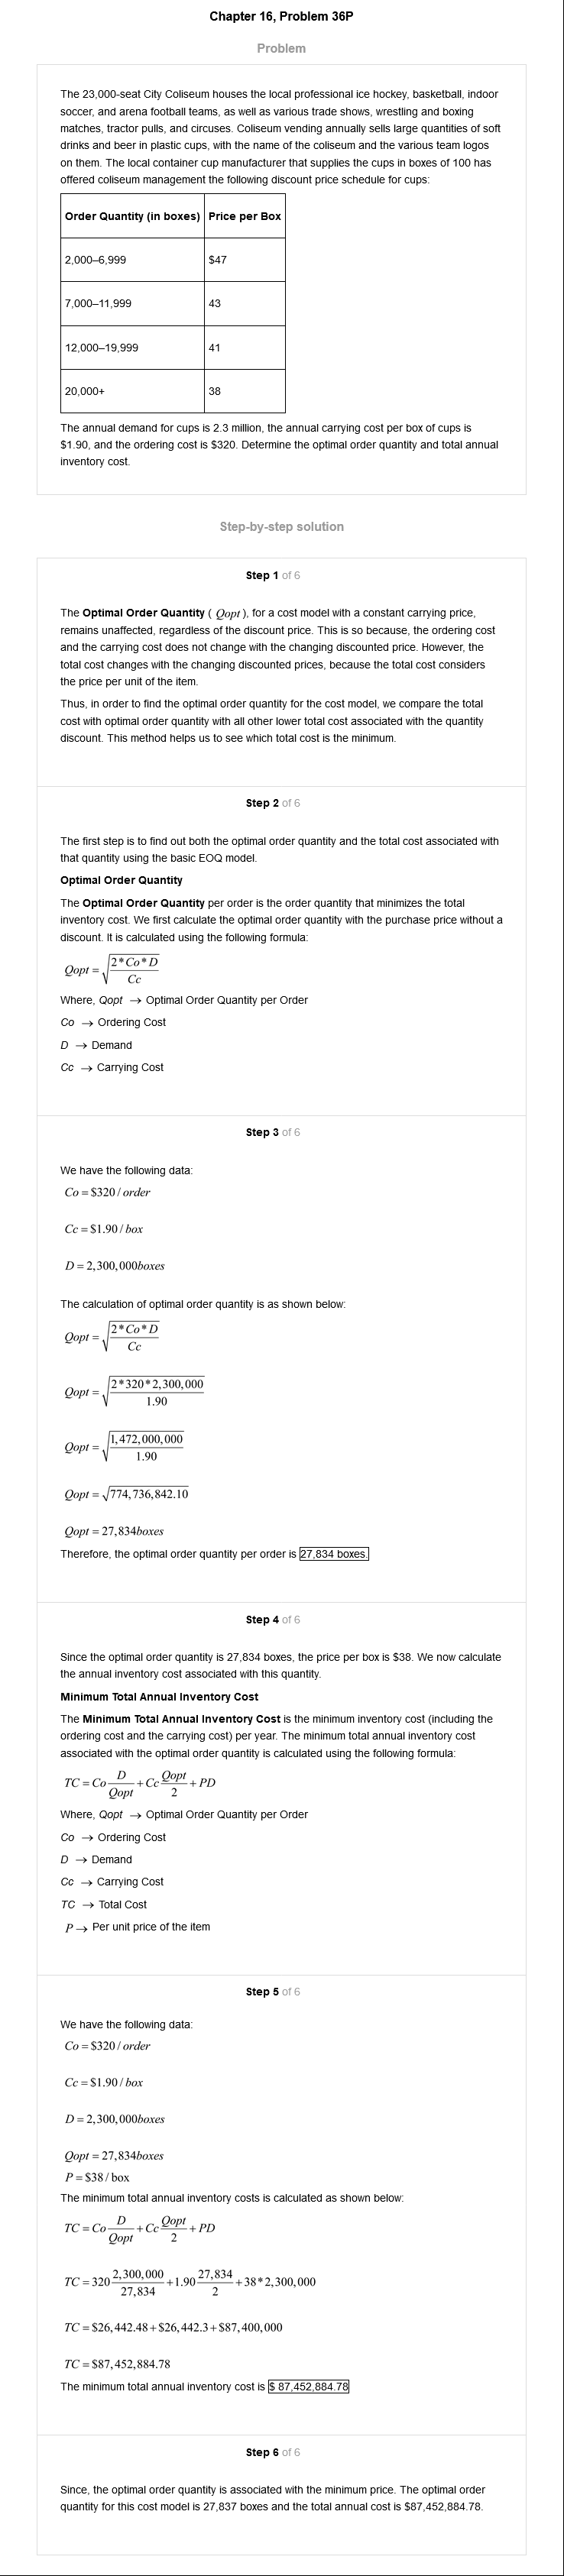 Chapter 16, Problem 36P
Problem
The 23,000-seat City Coliseum houses the local professional ice hockey, basketball, indoor
soccer, and arena football teams, as well as various trade shows, wrestling and boxing
matches, tractor pulls, and circuses. Coliseum vending annually sells large quantities of soft
drinks and beer in plastic cups, with the name of the coliseum and the various team logos
on them. The local container cup manufacturer that supplies the cups in boxes of 100 has
offered coliseum management the following discount price schedule for cups:
Order Quantity (in boxes) Price per Box
2,000–6,999 $47
7,000–11,999 43
12,000–19,999 41
20,000+ 38
The annual demand for cups is 2.3 million, the annual carrying cost per box of cups is
$1.90, and the ordering cost is $320. Determine the optimal order quantity and total annual
inventory cost.
Step-by-step solution
Step 1 of 6
The Optimal Order Quantity ( Qopt ), for a cost model with a constant carrying price,
remains unaffected, regardless of the discount price. This is so because, the ordering cost
and the carrying cost does not change with the changing discounted price. However, the
total cost changes with the changing discounted prices, because the total cost considers
the price per unit of the item.
Thus, in order to find the optimal order quantity for the cost model, we compare the total
cost with optimal order quantity with all other lower total cost associated with the quantity
discount. This method helps us to see which total cost is the minimum.
Step 2 of 6
The first step is to find out both the optimal order quantity and the total cost associated with
that quantity using the basic EOQ model.
Optimal Order Quantity
The Optimal Order Quantity per order is the order quantity that minimizes the total
inventory cost. We first calculate the optimal order quantity with the purchase price without a
discount. It is calculated using the following formula:
Qopt = √(2*Co*D / Cc)
Where, Qopt → Optimal Order Quantity per Order
Co → Ordering Cost
D → Demand
Cc → Carrying Cost
Step 3 of 6
We have the following data:
Co = $320 / order
Cc = $1.90 / box
D = 2,300,000boxes
The calculation of optimal order quantity is as shown below:
Qopt = √(2*Co*D / Cc)
Qopt = √(2*320*2,300,000 / 1.90)
Qopt = √(1,472,000,000 / 1.90)
Qopt = √774,736,842.10
Qopt = 27,834boxes
Therefore, the optimal order quantity per order is 27,834 boxes.
Step 4 of 6
Since the optimal order quantity is 27,834 boxes, the price per box is $38. We now calculate
the annual inventory cost associated with this quantity.
Minimum Total Annual Inventory Cost
The Minimum Total Annual Inventory Cost is the minimum inventory cost (including the
ordering cost and the carrying cost) per year. The minimum total annual inventory cost
associated with the optimal order quantity is calculated using the following formula:
TC = Co D/Qopt + Cc Qopt/2 + PD
Where, Qopt → Optimal Order Quantity per Order
Co → Ordering Cost
D → Demand
Cc → Carrying Cost
TC → Total Cost
P → Per unit price of the item
Step 5 of 6
We have the following data:
Co = $320 / order
Cc = $1.90 / box
D = 2,300,000boxes
Qopt = 27,834boxes
P = $38 / box
The minimum total annual inventory costs is calculated as shown below:
TC = Co D/Qopt + Cc Qopt/2 + PD
TC = 320 2,300,000/27,834 + 1.90 27,834/2 + 38*2,300,000
TC = $26,442.48 + $26,442.3 + $87,400,000
TC = $87,452,884.78
The minimum total annual inventory cost is $ 87,452,884.78
Step 6 of 6
Since, the optimal order quantity is associated with the minimum price. The optimal order
quantity for this cost model is 27,837 boxes and the total annual cost is $87,452,884.78.